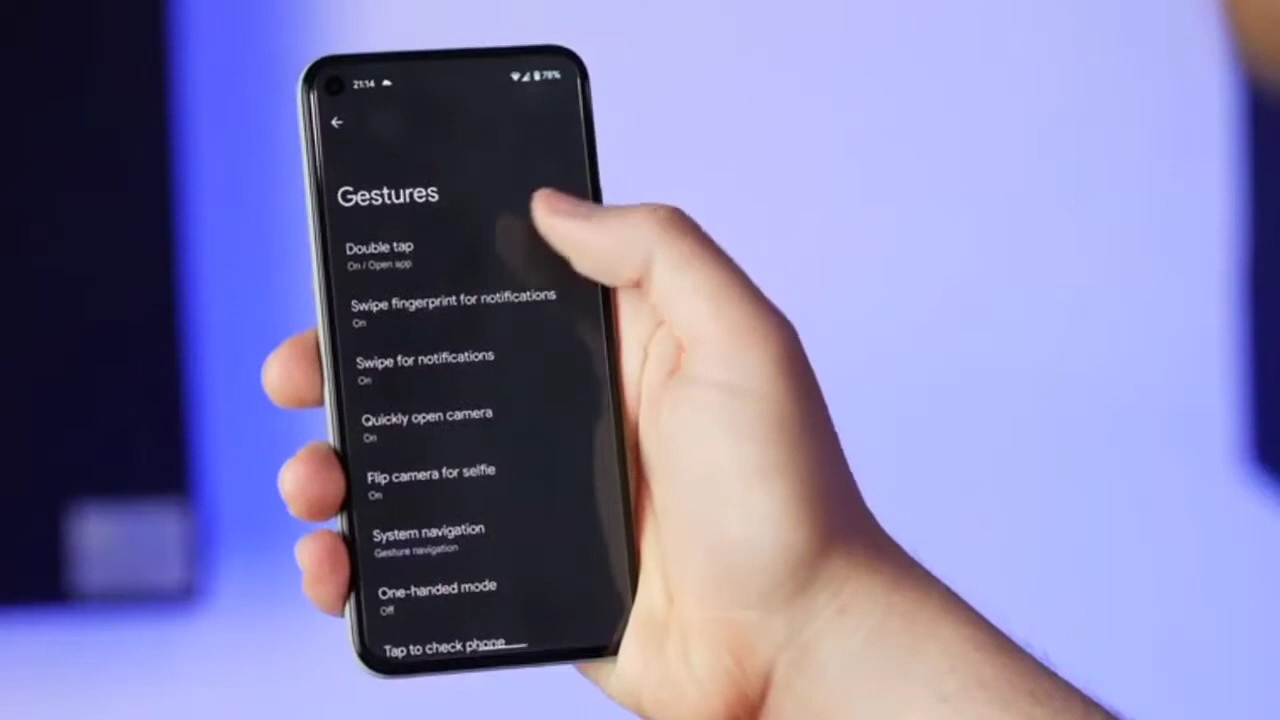 21:14 78%
Gestures
Double tap
On / Open app
Swipe fingerprint for notifications
On
Swipe for notifications
On
Quickly open camera
On
Flip camera for selfie
On
System navigation
Gesture navigation
One-handed mode
Off
Tap to check phone